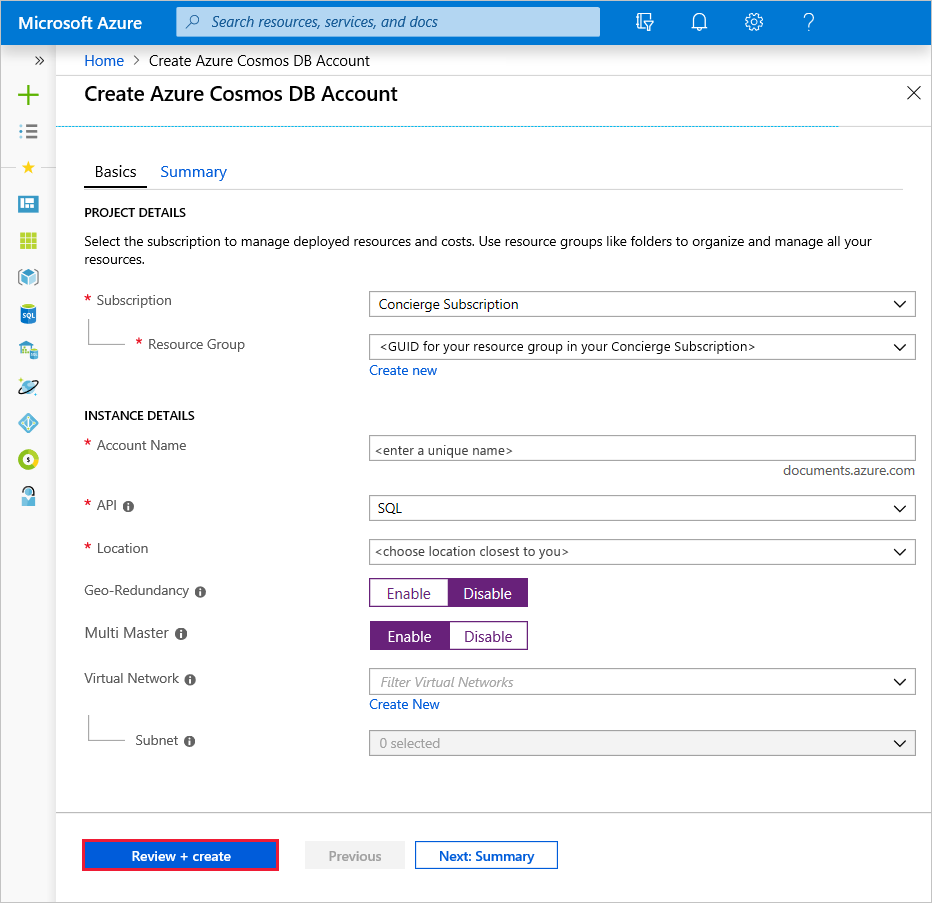 Microsoft Azure
Search resources, services, and docs
Home > Create Azure Cosmos DB Account
Create Azure Cosmos DB Account
Basics Summary
PROJECT DETAILS
Select the subscription to manage deployed resources and costs. Use resource groups like folders to organize and manage all your
resources.
* Subscription Concierge Subscription
* Resource Group <GUID for your resource group in your Concierge Subscription>
Create new
INSTANCE DETAILS
* Account Name <enter a unique name>
documents.azure.com
* API SQL
* Location <choose location closest to you>
Geo-Redundancy Enable Disable
Multi Master Enable Disable
Virtual Network Filter Virtual Networks
Create New
Subnet 0 selected
Review + create Previous Next: Summary